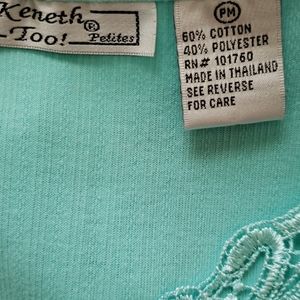 Keneth®
Too!
Petites
PM
60% COTTON
40% POLYESTER
RN# 101760
MADE IN THAILAND
SEE REVERSE
FOR CARE